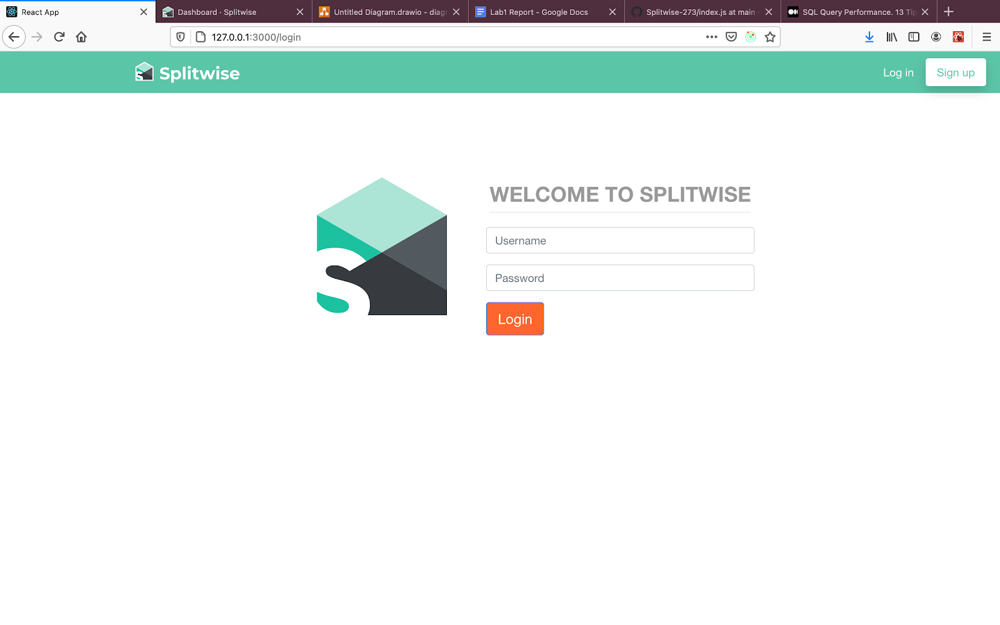 React App
Dashboard · Splitwise
Untitled Diagram.drawio - diag
Lab1 Report - Google Docs
Splitwise-273/index.js at main
SQL Query Performance. 13 Tip
127.0.0.1:3000/login
Splitwise
Log in
Sign up
WELCOME TO SPLITWISE
Username
Password
Login